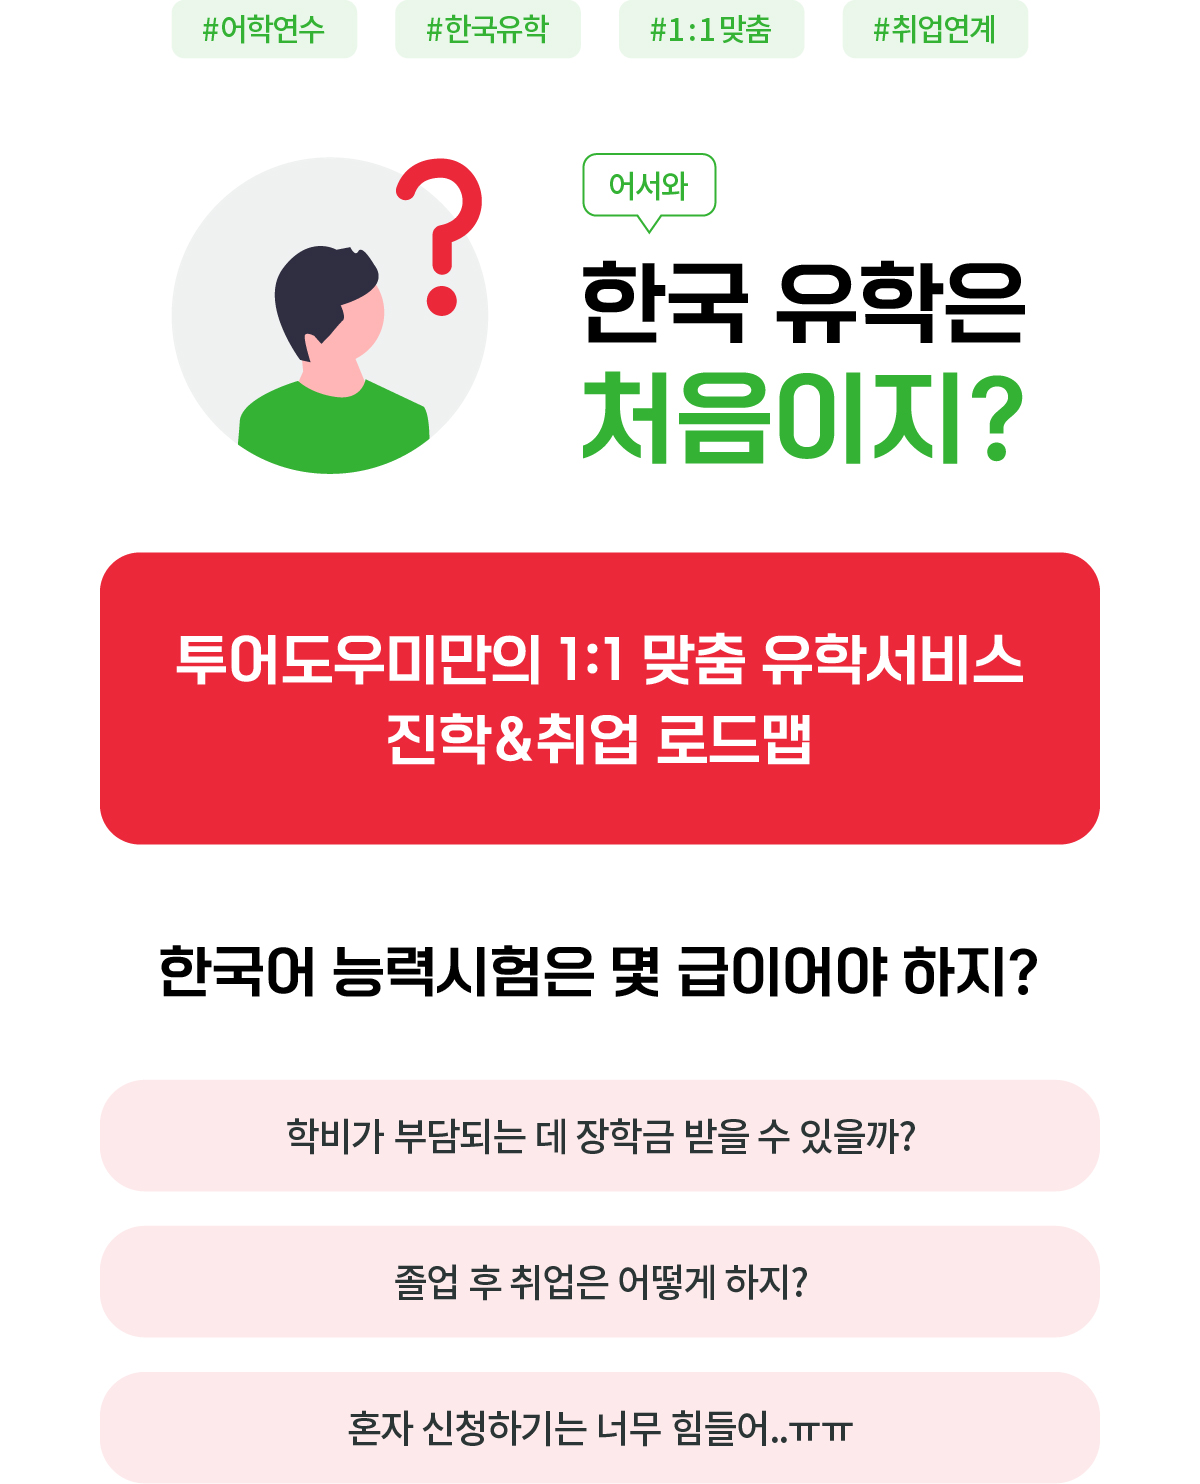 #어학연수
#한국유학
#1:1맞춤
#취업연계
어서와
한국 유학은
처음이지?
투어도우미만의 1:1 맞춤 유학서비스
진학&취업 로드맵
한국어 능력시험은 몇 급이어야 하지?
학비가 부담되는 데 장학금 받을 수 있을까?
졸업 후 취업은 어떻게 하지?
혼자 신청하기는 너무 힘들어..ㅠㅠ